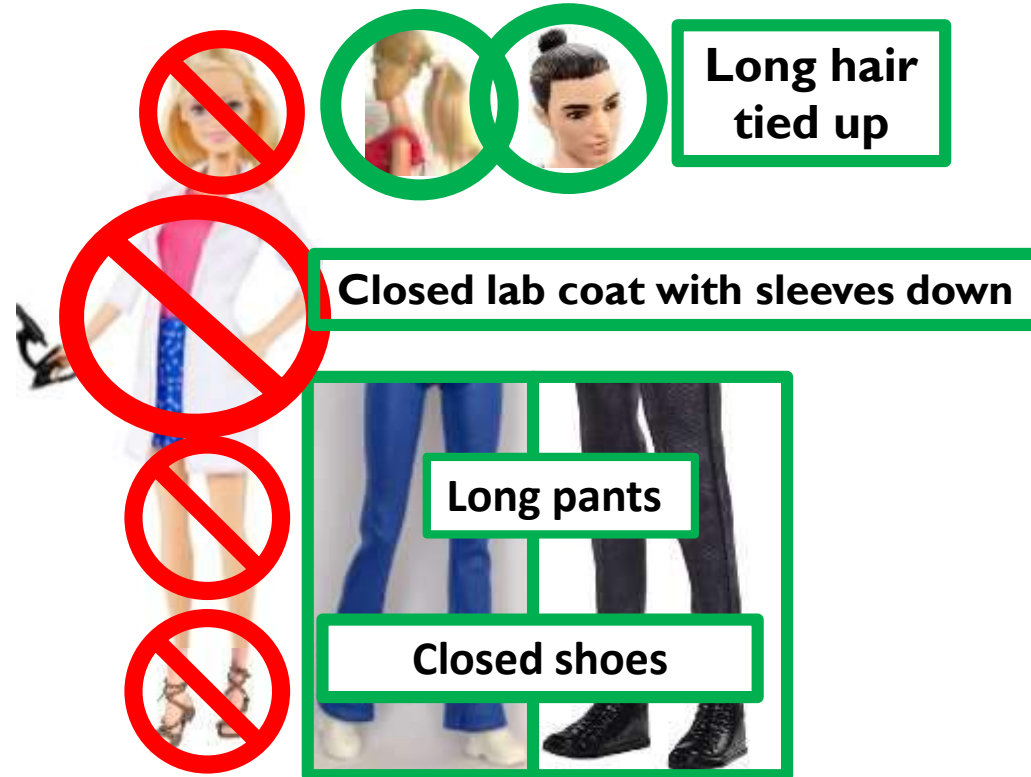 Long hair
tied up
Closed lab coat with sleeves down
Long pants
Closed shoes